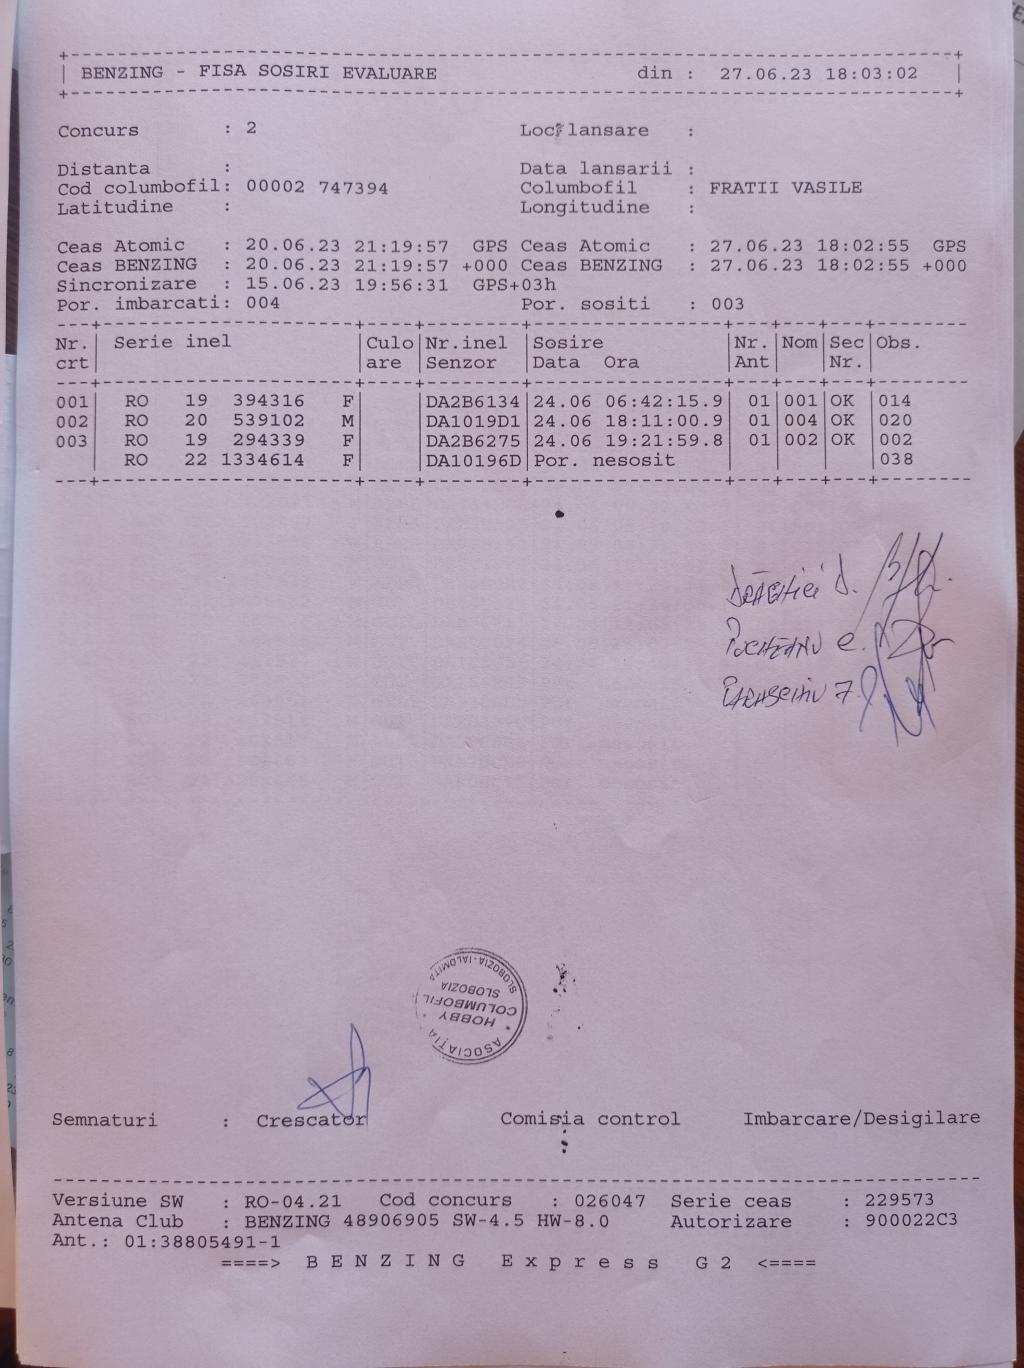 BENZING - FISA SOSIRI EVALUARE din : 27.06.23 18:03:02
Concurs : 2 Loc lansare :
Distanta : Data lansarii :
Cod columbofil: 00002 747394 Columbofil : FRATII VASILE
Latitudine : Longitudine :
Ceas Atomic : 20.06.23 21:19:57 GPS Ceas Atomic : 27.06.23 18:02:55 GPS
Ceas BENZING : 20.06.23 21:19:57 +000 Ceas BENZING : 27.06.23 18:02:55 +000
Sincronizare : 15.06.23 19:56:31 GPS+03h
Por. imbarcati: 004 Por. sositi : 003
Nr. Serie inel Culo Nr.inel Sosire Nr. Nom Sec Obs.
crt are Senzor Data Ora Ant Nr.
001 RO 19 394316 F DA2B6134 24.06 06:42:15.9 01 001 OK 014
002 RO 20 539102 M DA1019D1 24.06 18:11:00.9 01 004 OK 020
003 RO 19 294339 F DA2B6275 24.06 19:21:59.8 01 002 OK 002
RO 22 1334614 F DA10196D Por. nesosit 038
ASOCIAȚIA
HOBBY
COLUMBOFIL
SLOBOZIA
SLOBOZIA-IALOMITA
Semnaturi : Crescator Comisia control Imbarcare/Desigilare
Versiune SW : RO-04.21 Cod concurs : 026047 Serie ceas : 229573
Antena Club : BENZING 48906905 SW-4.5 HW-8.0 Autorizare : 900022C3
Ant.: 01:38805491-1
====> BENZING Express G2 <====